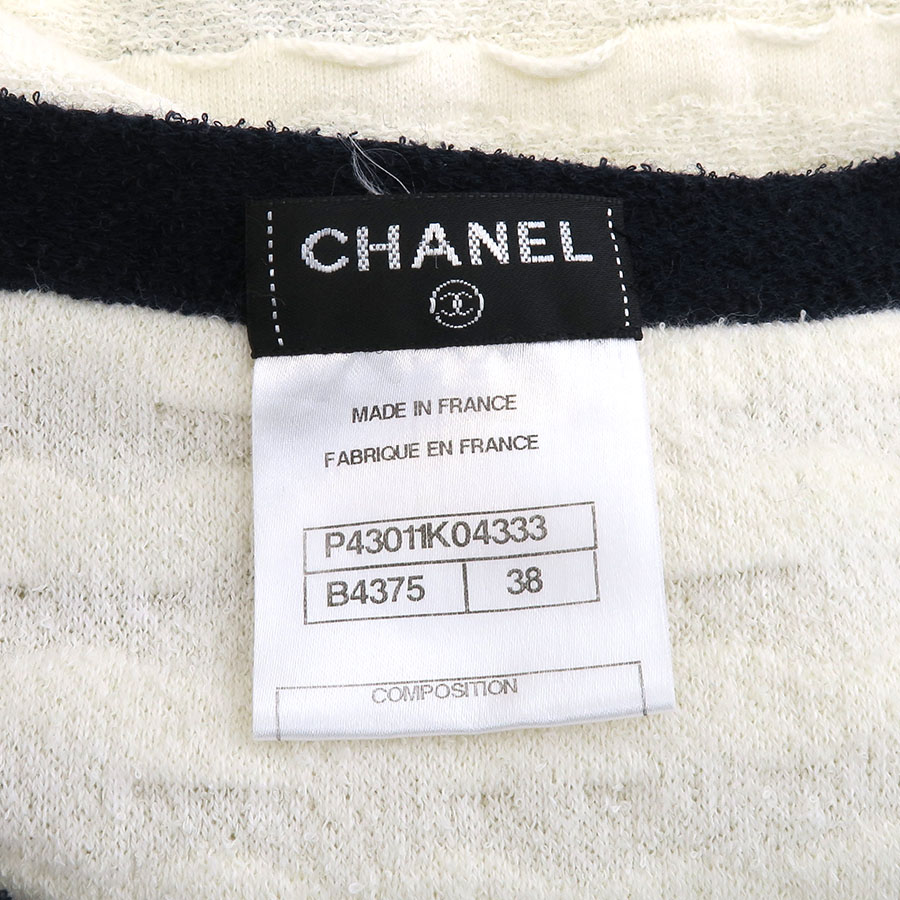 CHANEL
MADE IN FRANCE
FABRIQUE EN FRANCE
P43011K04333
B4375 38
COMPOSITION